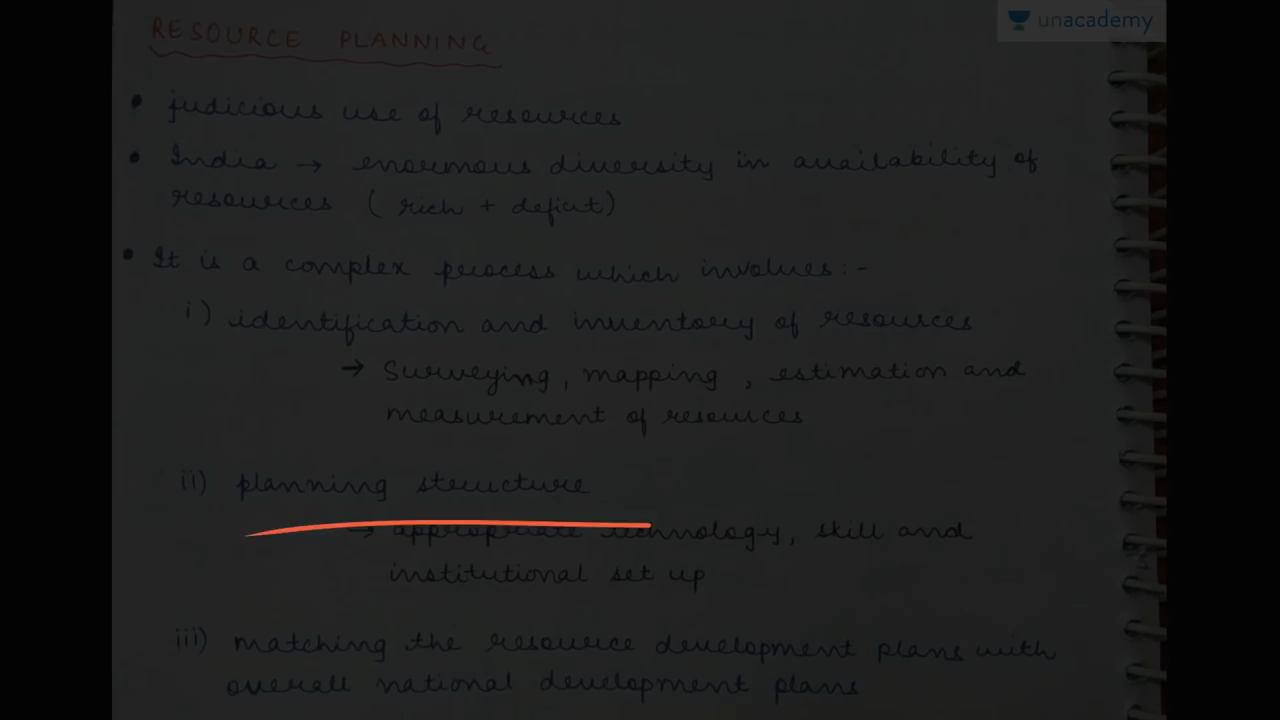 RESOURCE PLANNING
unacademy
• judicious use of resources
• India → enormous diversity in availability of
resources ( rich + deficit)
• It is a complex process which involves :-
i) identification and inventory of resources
→ Surveying, mapping , estimation and
measurement of resources
ii) planning structure
→ appropriate technology, skill and
institutional set up
iii) matching the resource development plans with
overall national development plans